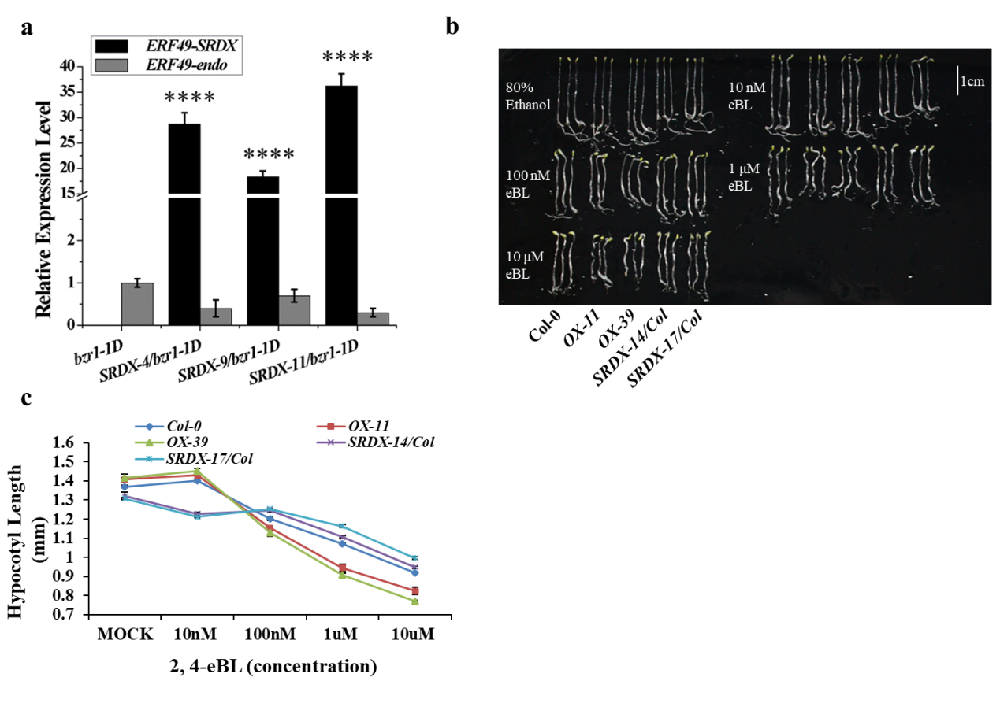 a
ERF49-SRDX
ERF49-endo
Relative Expression Level
40
35
30
25
20
15
2
1
0
****
****
****
bzr1-1D
SRDX-4/bzr1-1D
SRDX-9/bzr1-1D
SRDX-11/bzr1-1D
b
80%
Ethanol
10 nM
eBL
1cm
100 nM
eBL
1 μM
eBL
10 μM
eBL
Col-0
OX-11
OX-39
SRDX-14/Col
SRDX-17/Col
c
Col-0
OX-11
OX-39
SRDX-14/Col
SRDX-17/Col
Hypocotyl Length
(mm)
1.6
1.5
1.4
1.3
1.2
1.1
1
0.9
0.8
0.7
MOCK 10nM 100nM 1uM 10uM
2, 4-eBL (concentration)